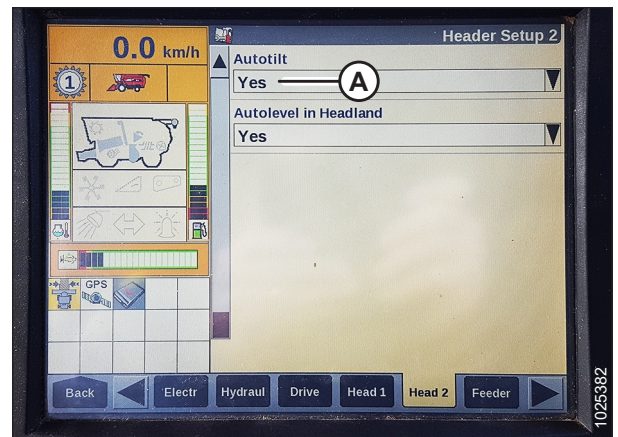 0.0 km/h
Header Setup 2
1
Autotilt
Yes
A
Autolevel in Headland
Yes
GPS
Back
Electr
Hydraul
Drive
Head 1
Head 2
Feeder
1025382